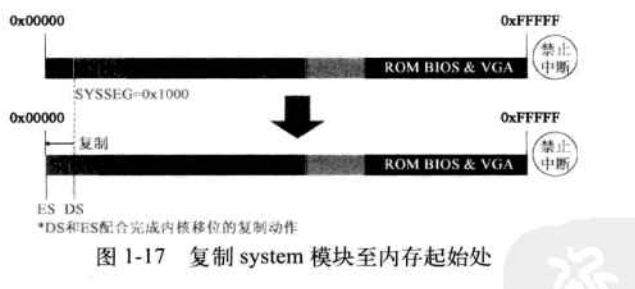 0x00000 0xFFFFF
禁止
中断
ROM BIOS & VGA
SYSSEG=0x1000
0x00000 0xFFFFF
复制
禁止
中断
ROM BIOS & VGA
ES DS
*DS和ES配合完成内核移位的复制动作
图 1-17 复制 system 模块至内存起始处